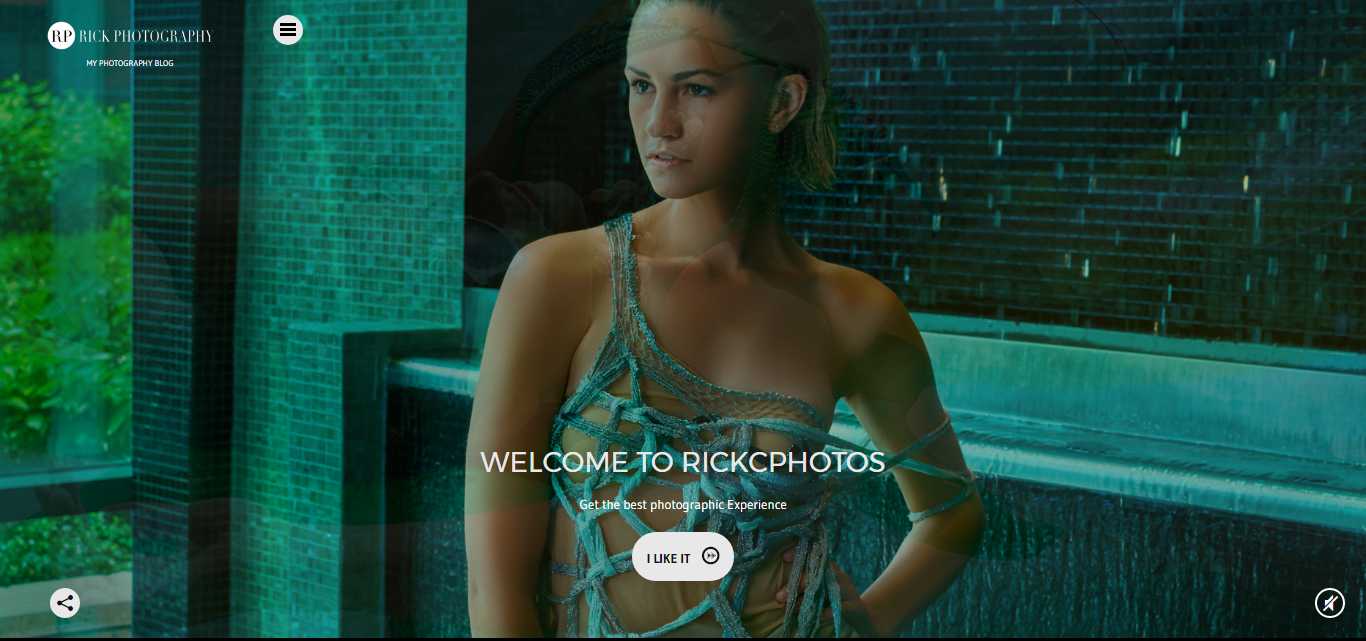 RP RICK PHOTOGRAPHY
MY PHOTOGRAPHY BLOG
WELCOME TO RICKCPHOTOS
Get the best photographic Experience
I LIKE IT